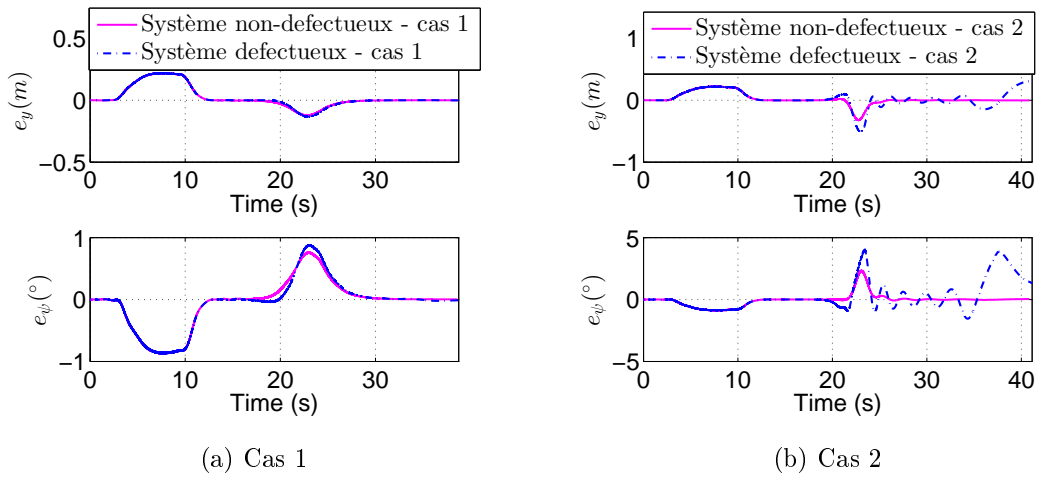 Système non-defectueux - cas 1
Système defectueux - cas 1
0.5
0
−0.5
e_y(m)
0 10 20 30
Time (s)
1
0
−1
e_ψ(°)
0 10 20 30
Time (s)
(a) Cas 1
Système non-defectueux - cas 2
Système defectueux - cas 2
1
0
−1
e_y(m)
0 10 20 30 40
Time (s)
5
0
−5
e_ψ(°)
0 10 20 30 40
Time (s)
(b) Cas 2